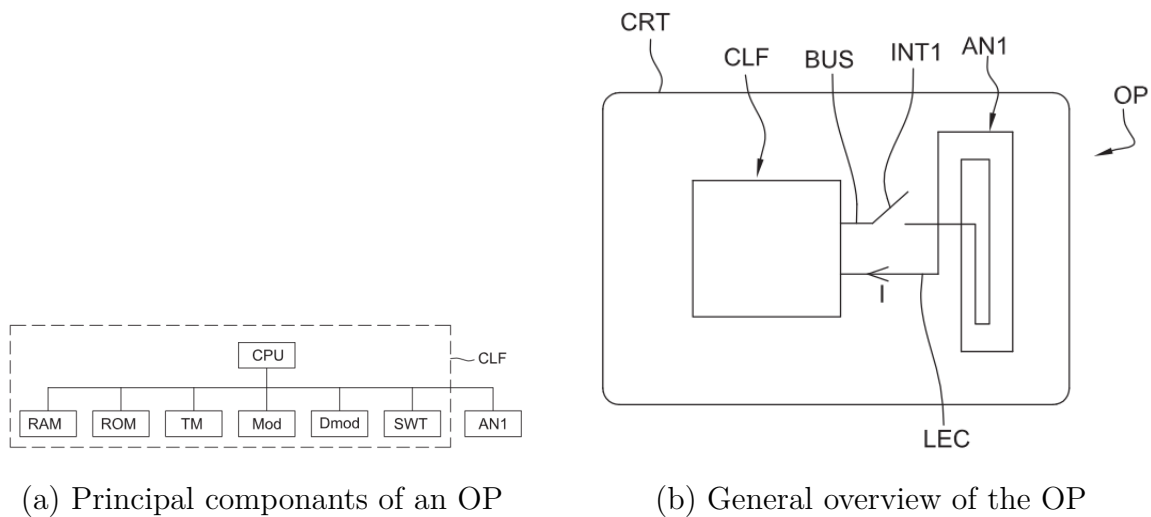 CRT
CLF BUS INT1 AN1
OP
I
LEC
CPU
CLF
RAM ROM TM Mod Dmod SWT AN1
(a) Principal componants of an OP
(b) General overview of the OP